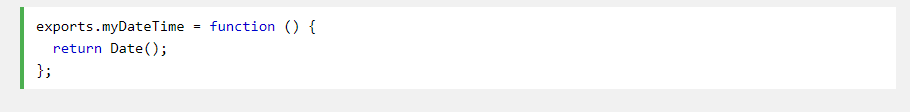 exports.myDateTime = function () {
  return Date();
};